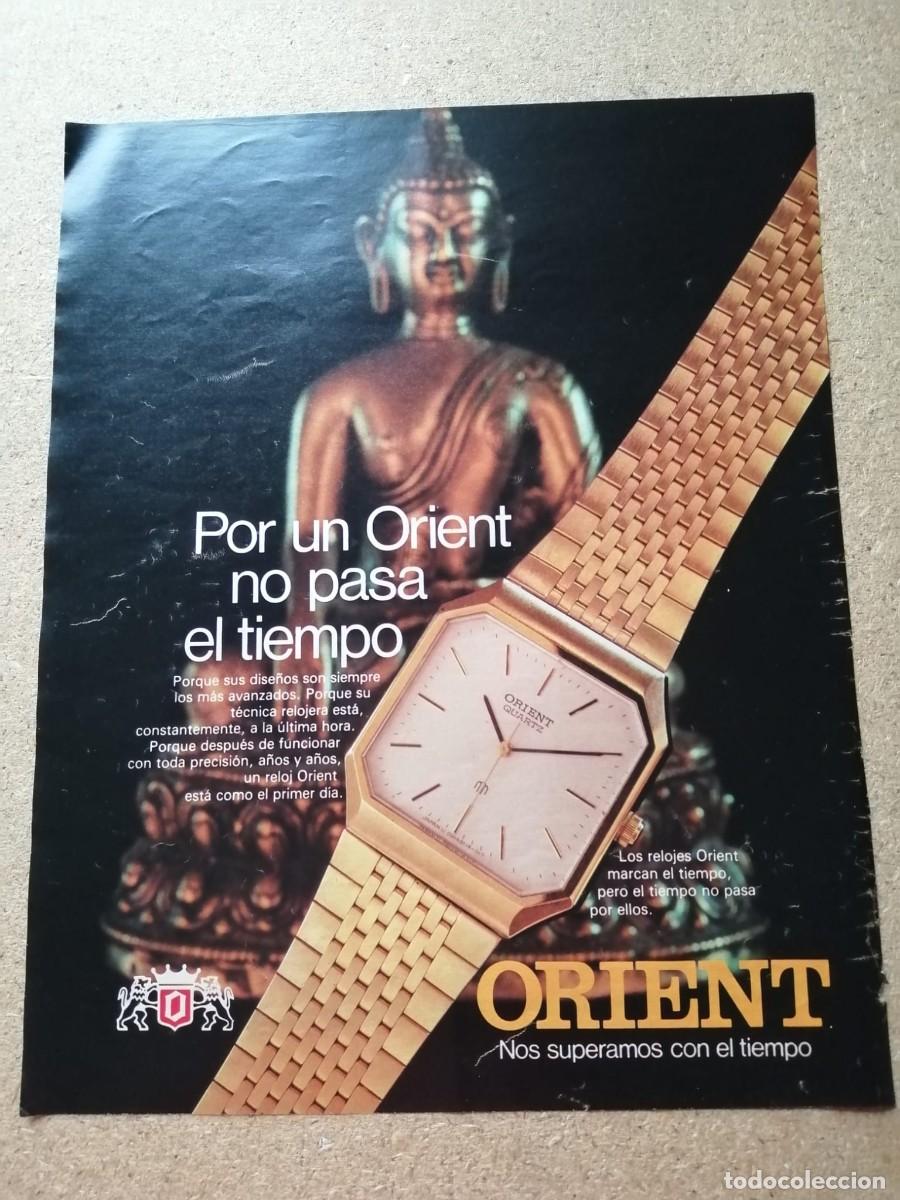 Por un Orient
no pasa
el tiempo
Porque sus diseños son siempre
los más avanzados. Porque su
técnica relojera está,
constantemente, a la última hora.
Porque después de funcionar
con toda precisión, años y años,
un reloj Orient
está como el primer día.
ORIENT
QUARTZ
Los relojes Orient
marcan el tiempo,
pero el tiempo no pasa
por ellos.
O
ORIENT
Nos superamos con el tiempo
todocoleccion